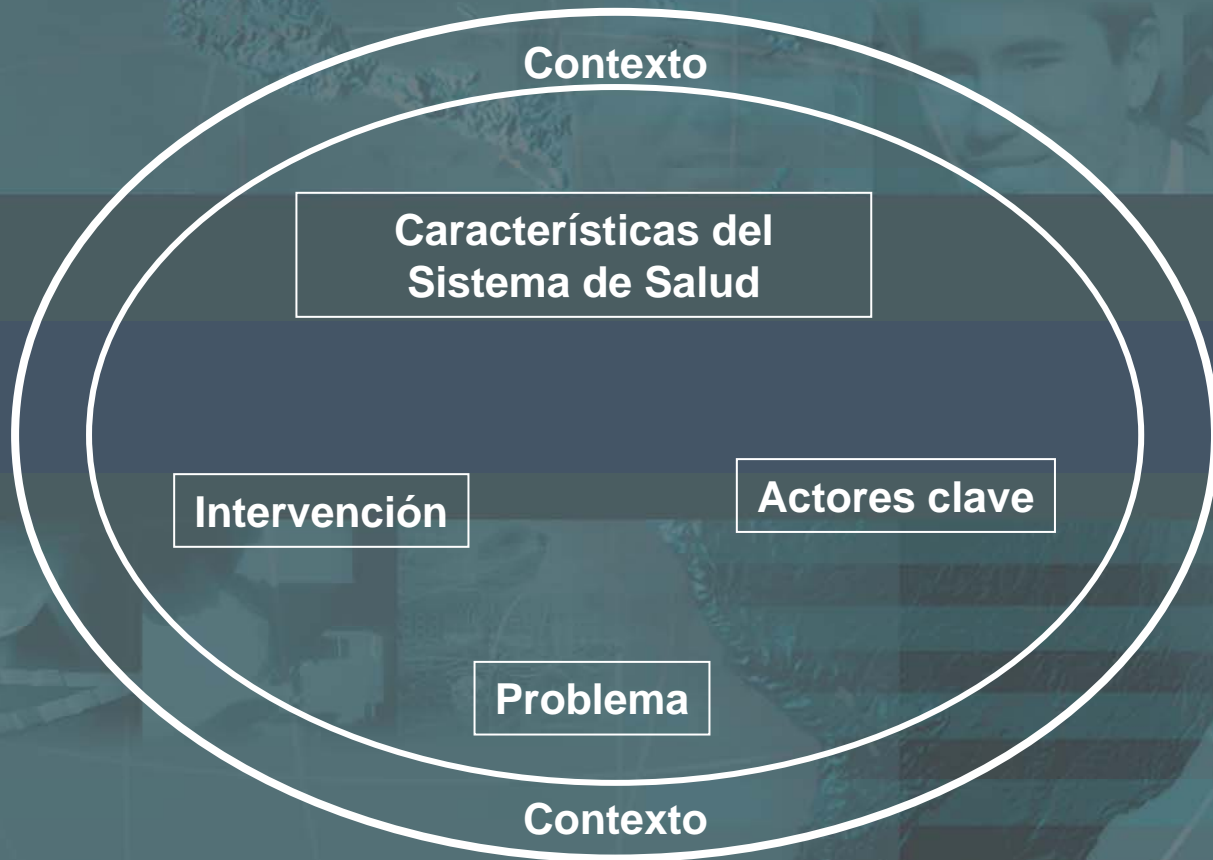 Contexto
Características del
Sistema de Salud
Intervención
Actores clave
Problema
Contexto